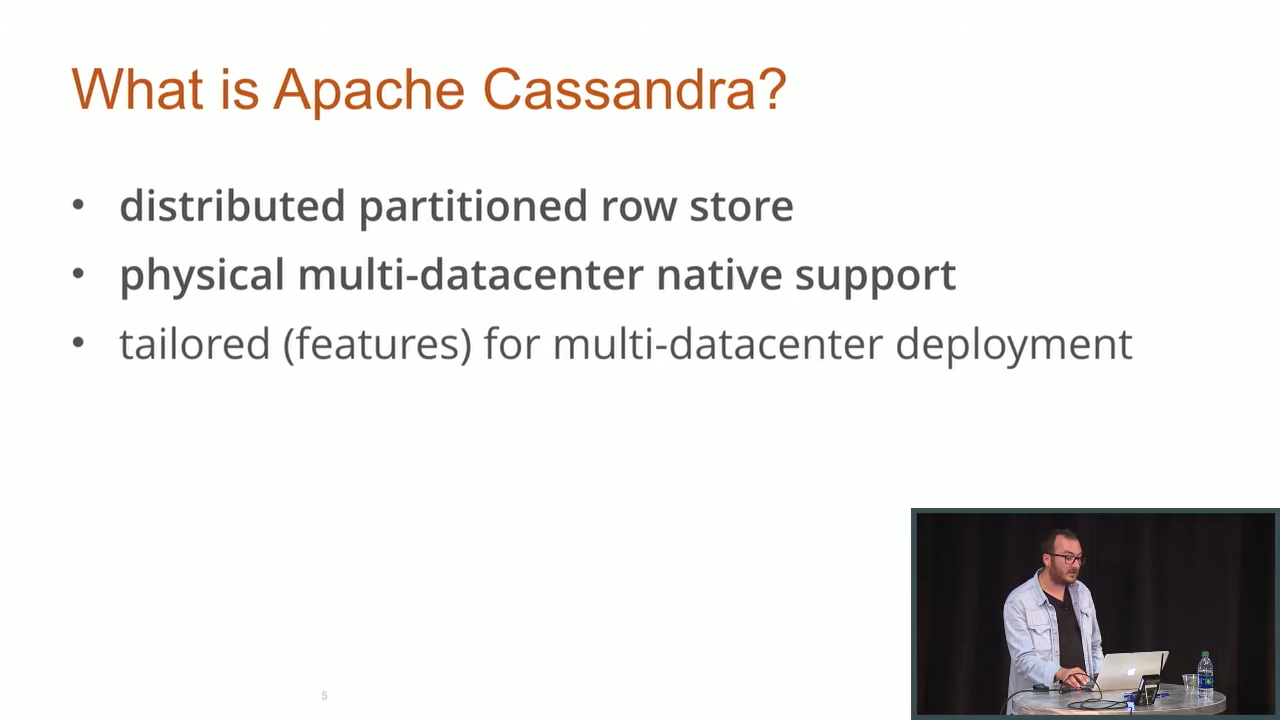 What is Apache Cassandra?
• distributed partitioned row store
• physical multi-datacenter native support
• tailored (features) for multi-datacenter deployment
5